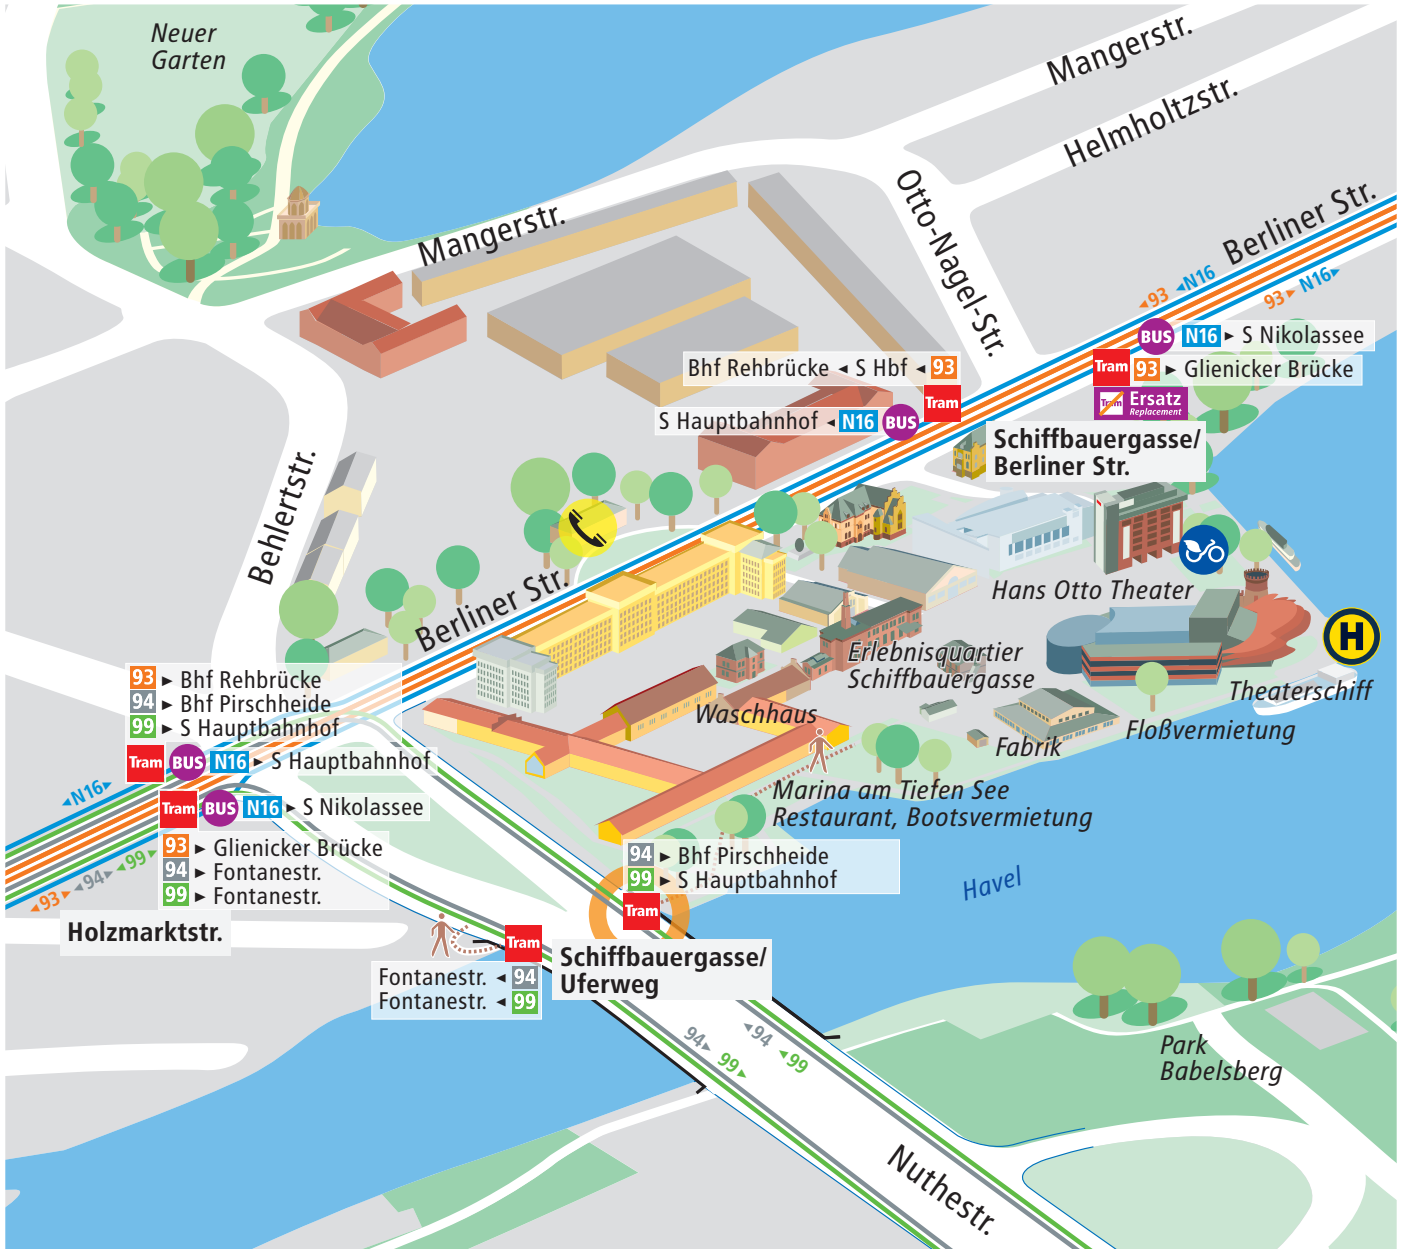 Neuer
Garten
Mangerstr.
Helmholtzstr.
Mangerstr.
Otto-Nagel-Str.
Berliner Str.
93 N16
93 N16
BUS N16 S Nikolassee
Tram 93 Glienicker Brücke
Tram Ersatz
Replacement
Bhf Rehbrücke S Hbf 93
Tram
S Hauptbahnhof N16 BUS
Schiffbauergasse/
Berliner Str.
Behlertstr.
Berliner Str.
Hans Otto Theater
H
Erlebnisquartier
Schiffbauergasse
Theaterschiff
Waschhaus
Floßvermietung
Fabrik
93 Bhf Rehbrücke
94 Bhf Pirschheide
99 S Hauptbahnhof
Tram BUS N16 S Hauptbahnhof
N16
Tram BUS N16 S Nikolassee
93 Glienicker Brücke
94 Fontanestr.
99 Fontanestr.
93 94 99
Holzmarktstr.
Marina am Tiefen See
Restaurant, Bootsvermietung
94 Bhf Pirschheide
99 S Hauptbahnhof
Tram
Havel
Tram
Schiffbauergasse/
Uferweg
Fontanestr. 94
Fontanestr. 99
94 99
94 99
Park
Babelsberg
Nuthestr.